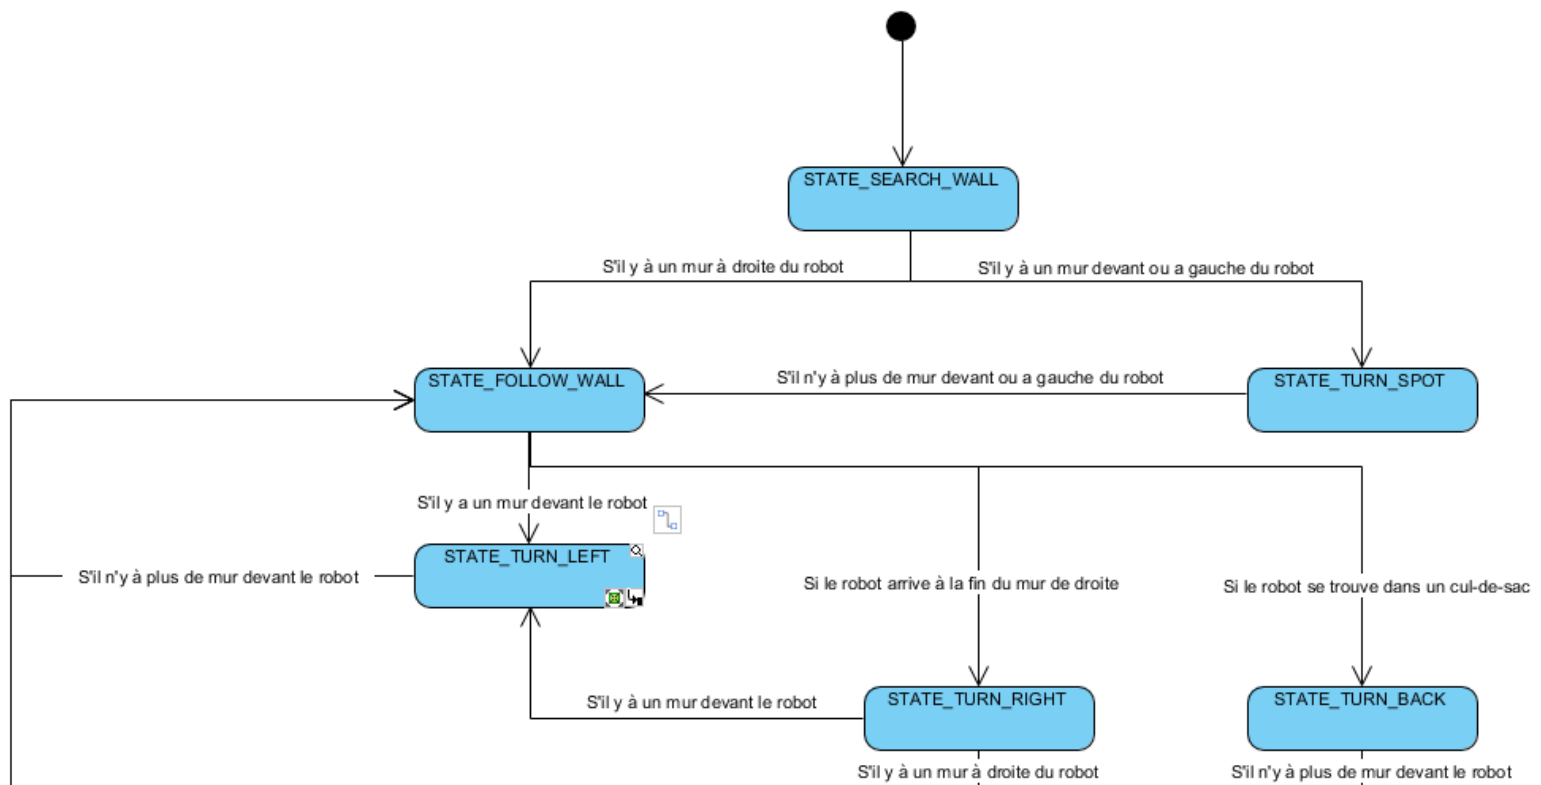 STATE_SEARCH_WALL
S'il y à un mur à droite du robot
S'il y à un mur devant ou a gauche du robot
STATE_FOLLOW_WALL
S'il n'y à plus de mur devant ou a gauche du robot
STATE_TURN_SPOT
S'il y a un mur devant le robot
STATE_TURN_LEFT
S'il n'y à plus de mur devant le robot
Si le robot arrive à la fin du mur de droite
Si le robot se trouve dans un cul-de-sac
S'il y à un mur devant le robot
STATE_TURN_RIGHT
STATE_TURN_BACK
S'il y à un mur à droite du robot
S'il n'y à plus de mur devant le robot